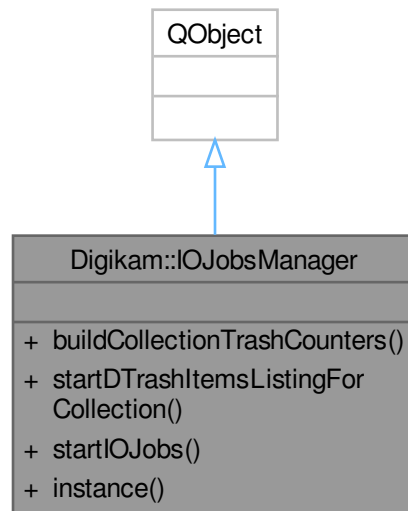 QObject
Digikam::IOJobsManager
+ buildCollectionTrashCounters()
+ startDTrashItemsListingFor
Collection()
+ startIOJobs()
+ instance()